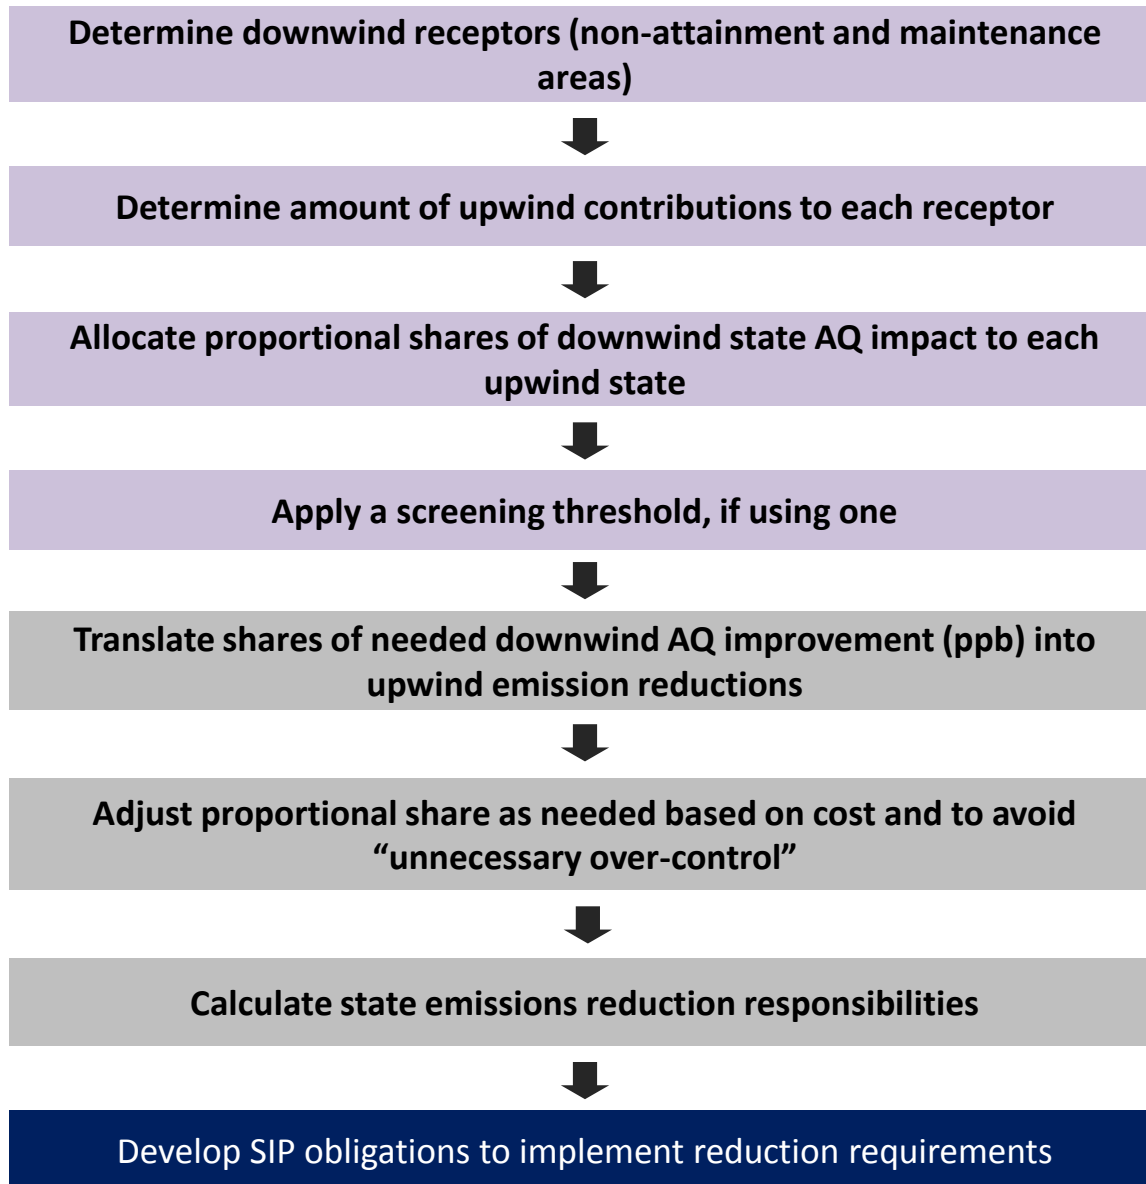 Determine downwind receptors (non-attainment and maintenance
areas)
Determine amount of upwind contributions to each receptor
Allocate proportional shares of downwind state AQ impact to each
upwind state
Apply a screening threshold, if using one
Translate shares of needed downwind AQ improvement (ppb) into
upwind emission reductions
Adjust proportional share as needed based on cost and to avoid
“unnecessary over-control”
Calculate state emissions reduction responsibilities
Develop SIP obligations to implement reduction requirements